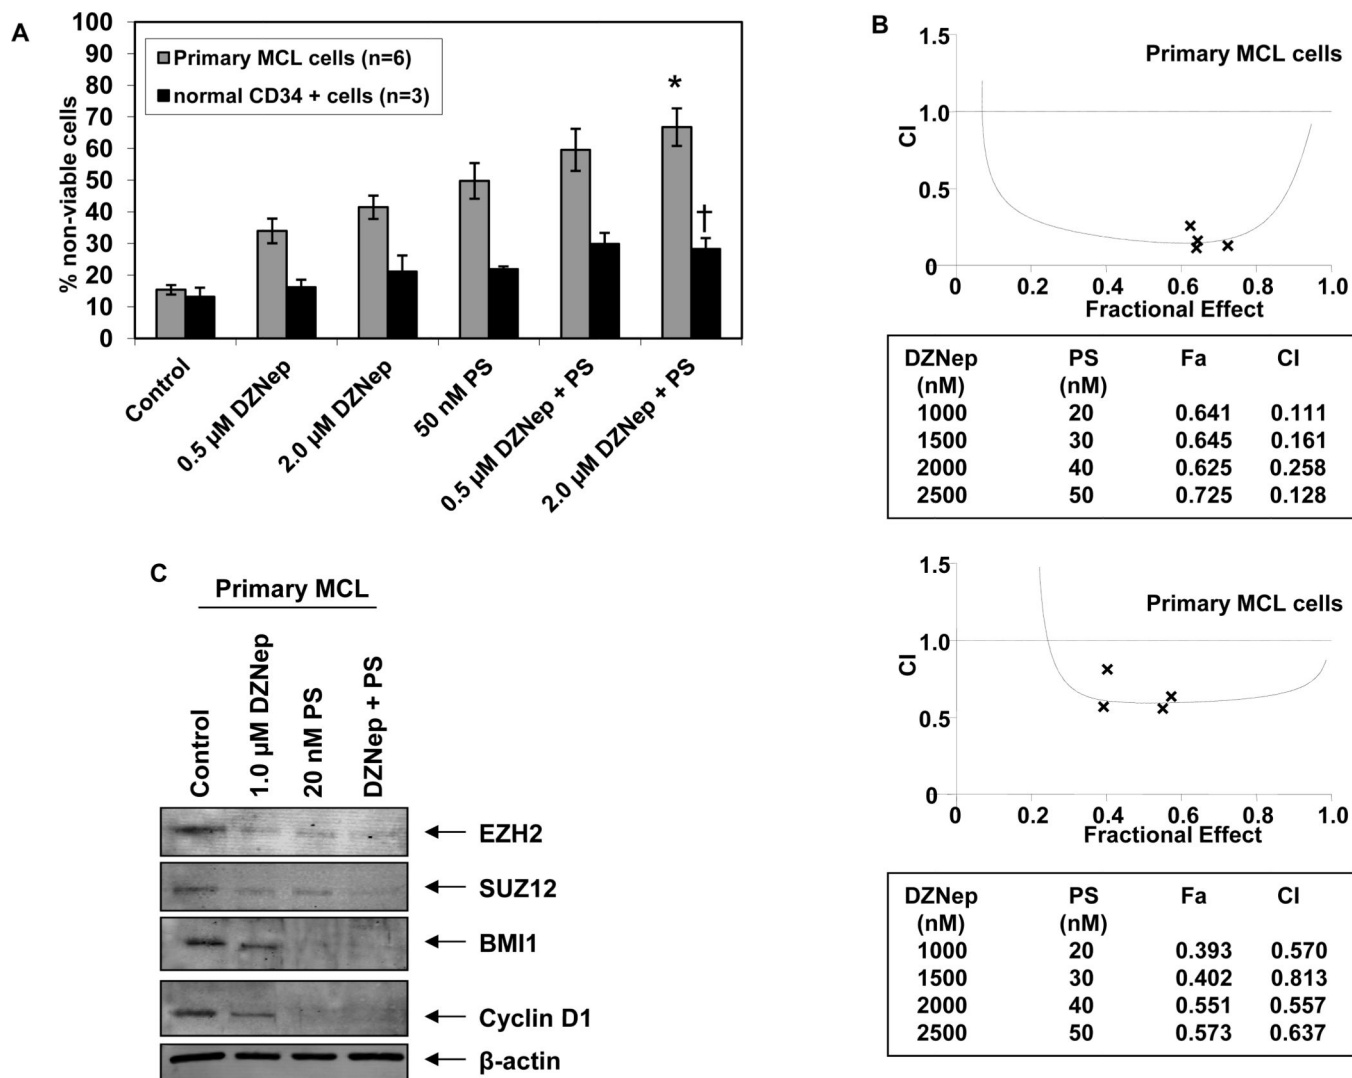 A
% non-viable cells
100
90
80
70
60
50
40
30
20
10
0
Primary MCL cells (n=6)
normal CD34 + cells (n=3)
*
†
Control
0.5 µM DZNep
2.0 µM DZNep
50 nM PS
0.5 µM DZNep + PS
2.0 µM DZNep + PS
B
Primary MCL cells
CI
1.5
1.0
0.5
0
0 0.2 0.4 0.6 0.8 1.0
Fractional Effect
DZNep PS Fa CI
(nM) (nM)
1000 20 0.641 0.111
1500 30 0.645 0.161
2000 40 0.625 0.258
2500 50 0.725 0.128
Primary MCL cells
CI
1.5
1.0
0.5
0
0 0.2 0.4 0.6 0.8 1.0
Fractional Effect
DZNep PS Fa CI
(nM) (nM)
1000 20 0.393 0.570
1500 30 0.402 0.813
2000 40 0.551 0.557
2500 50 0.573 0.637
C
Primary MCL
Control
1.0 µM DZNep
20 nM PS
DZNep + PS
EZH2
SUZ12
BMI1
Cyclin D1
β-actin